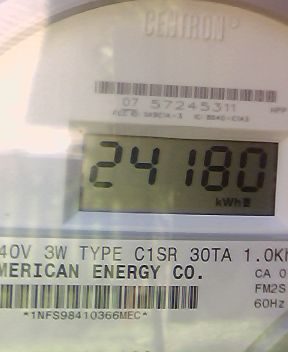 CENTRON®
07 57245311
24180
kWh
40V 3W TYPE C1SR 30TA 1.0K
MERICAN ENERGY CO.
CA 0
FM2S
60Hz
*1NFS98410366MEC*